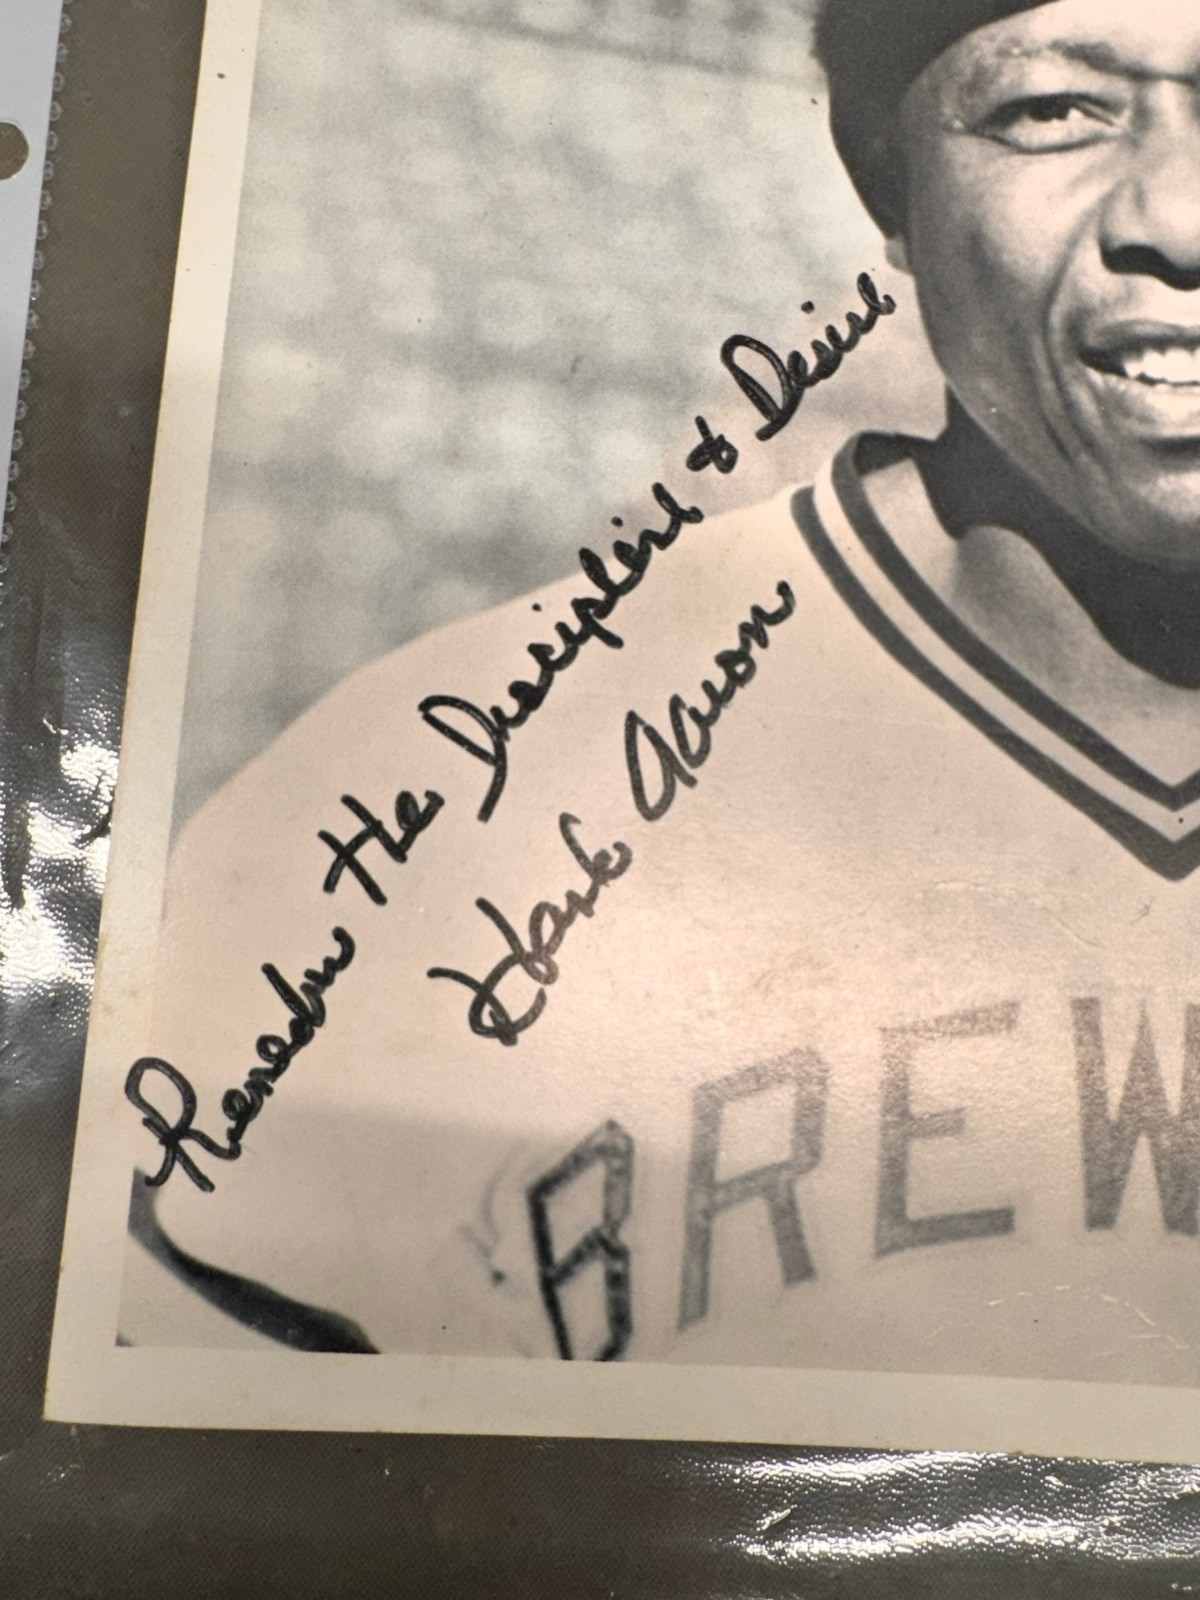 Remember the Discipline & Desire
Hank Aaron
BREW